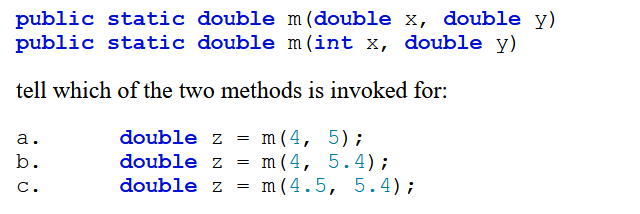 public static double m(double x, double y)
public static double m(int x, double y)
tell which of the two methods is invoked for:
a. double z = m(4, 5);
b. double z = m(4, 5.4);
c. double z = m(4.5, 5.4);